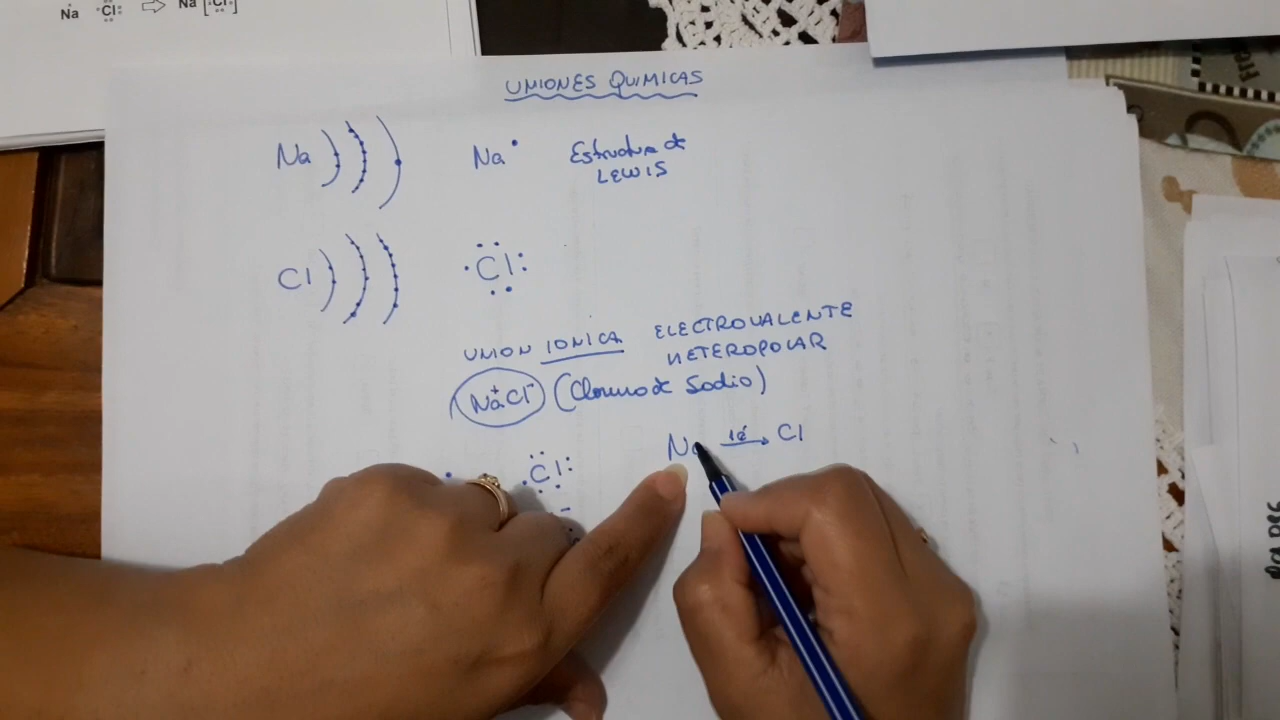 Na Cl ⇨ Na [Cl]
UNIONES QUIMICAS
Na Na Estructura de
LEWIS
Cl Cl
UNION IONICA ELECTROVALENTE
HETEROPOLAR
Na+Cl- (Cloruro de Sodio)
Na 1é→ Cl
Cl
-